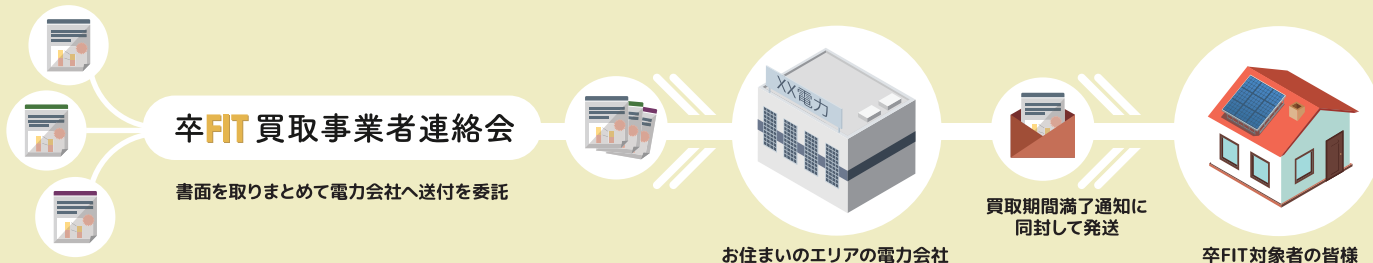 卒FIT買取事業者連絡会
書面を取りまとめて電力会社へ送付を委託
XX電力
お住まいのエリアの電力会社
買取期間満了通知に
同封して発送
卒FIT対象者の皆様